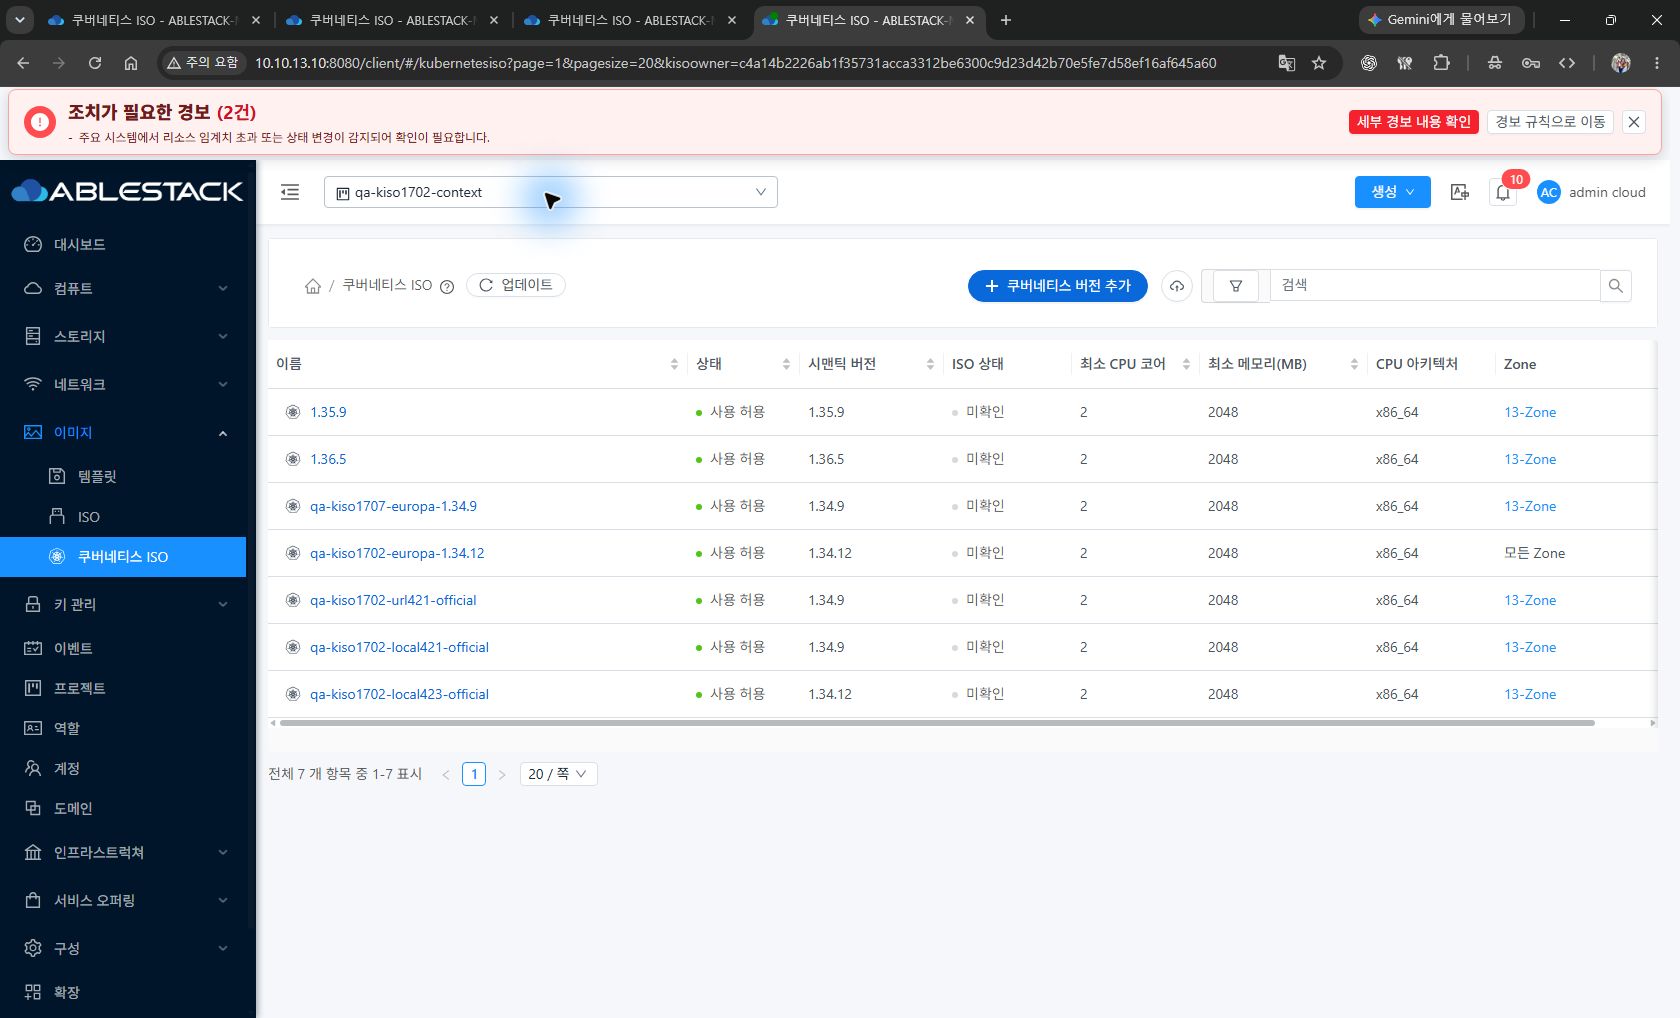 쿠버네티스 ISO - ABLESTACK-
쿠버네티스 ISO - ABLESTACK-
쿠버네티스 ISO - ABLESTACK-
쿠버네티스 ISO - ABLESTACK-
Gemini에게 물어보기
주의 요함
10.10.13.10:8080/client/#/kubernetesiso?page=1&pagesize=20&kisoowner=c4a14b2226ab1f35731acca3312be6300c9d23d42b70e5fe7d58ef16af645a60
조치가 필요한 경보 (2건)
- 주요 시스템에서 리소스 임계치 초과 또는 상태 변경이 감지되어 확인이 필요합니다.
세부 경보 내용 확인
경보 규칙으로 이동
ABLESTACK
qa-kiso1702-context
생성
10
AC
admin cloud
대시보드
컴퓨트
스토리지
네트워크
이미지
템플릿
ISO
쿠버네티스 ISO
키 관리
이벤트
프로젝트
역할
계정
도메인
인프라스트럭쳐
서비스 오퍼링
구성
확장
/ 쿠버네티스 ISO
업데이트
쿠버네티스 버전 추가
검색
이름 상태 시맨틱 버전 ISO 상태 최소 CPU 코어 최소 메모리(MB) CPU 아키텍처 Zone
1.35.9 사용 허용 1.35.9 미확인 2 2048 x86_64 13-Zone
1.36.5 사용 허용 1.36.5 미확인 2 2048 x86_64 13-Zone
qa-kiso1707-europa-1.34.9 사용 허용 1.34.9 미확인 2 2048 x86_64 13-Zone
qa-kiso1702-europa-1.34.12 사용 허용 1.34.12 미확인 2 2048 x86_64 모든 Zone
qa-kiso1702-url421-official 사용 허용 1.34.9 미확인 2 2048 x86_64 13-Zone
qa-kiso1702-local421-official 사용 허용 1.34.9 미확인 2 2048 x86_64 13-Zone
qa-kiso1702-local423-official 사용 허용 1.34.12 미확인 2 2048 x86_64 13-Zone
전체 7 개 항목 중 1-7 표시
1
20 / 쪽